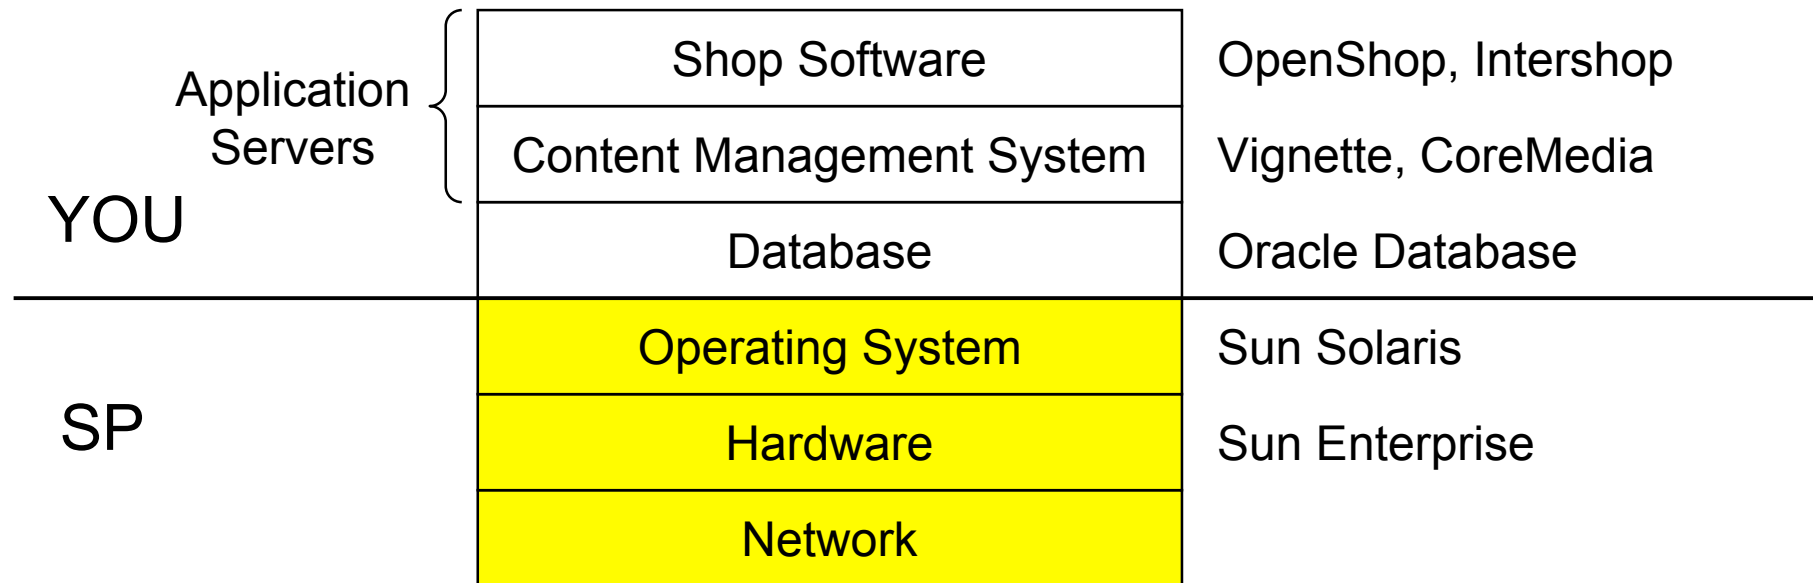 Shop Software
OpenShop, Intershop
Application
Servers
Content Management System
Vignette, CoreMedia
YOU
Database
Oracle Database
Operating System
Sun Solaris
SP
Hardware
Sun Enterprise
Network